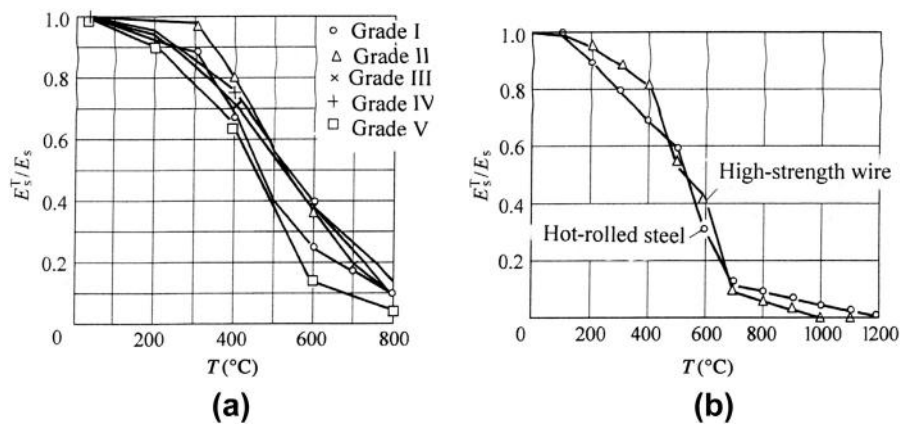 1.0
0.8
0.6
0.4
0.2
0
200
400
600
800
E_s^T/E_s
T (°C)
Grade I
Grade II
Grade III
Grade IV
Grade V
(a)
1.0
0.8
0.6
0.4
0.2
0
200
400
600
800
1000
1200
E_s^T/E_s
T (°C)
High-strength wire
Hot-rolled steel
(b)